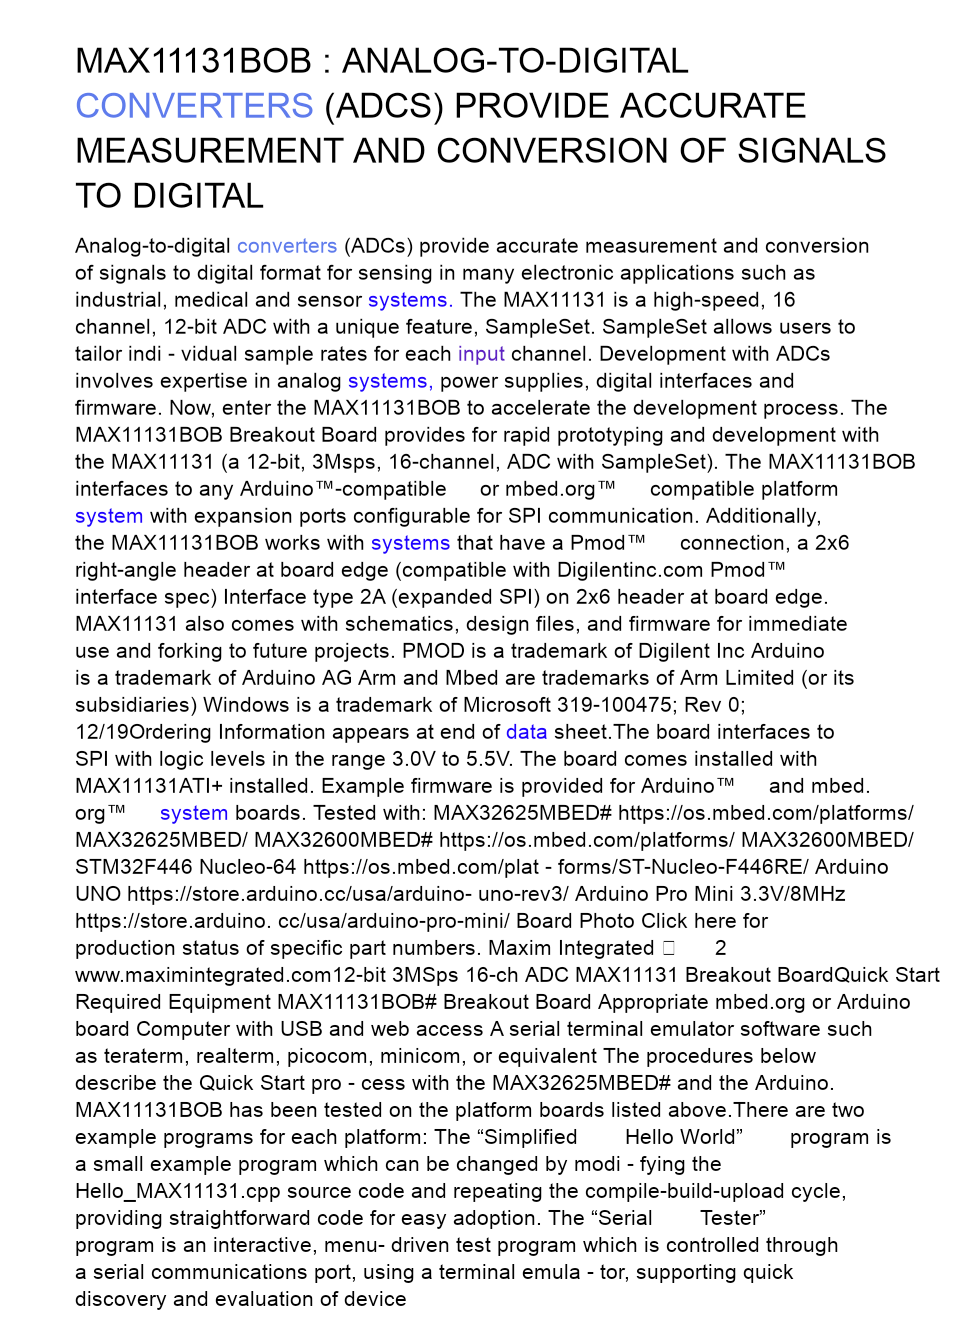 MAX11131BOB : ANALOG-TO-DIGITAL
CONVERTERS (ADCS) PROVIDE ACCURATE
MEASUREMENT AND CONVERSION OF SIGNALS
TO DIGITAL
Analog-to-digital converters (ADCs) provide accurate measurement and conversion
of signals to digital format for sensing in many electronic applications such as
industrial, medical and sensor systems. The MAX11131 is a high-speed, 16
channel, 12-bit ADC with a unique feature, SampleSet. SampleSet allows users to
tailor indi - vidual sample rates for each input channel. Development with ADCs
involves expertise in analog systems, power supplies, digital interfaces and
firmware. Now, enter the MAX11131BOB to accelerate the development process. The
MAX11131BOB Breakout Board provides for rapid prototyping and development with
the MAX11131 (a 12-bit, 3Msps, 16-channel, ADC with SampleSet). The MAX11131BOB
interfaces to any Arduino™-compatible or mbed.org™ compatible platform
system with expansion ports configurable for SPI communication. Additionally,
the MAX11131BOB works with systems that have a Pmod™ connection, a 2x6
right-angle header at board edge (compatible with Digilentinc.com Pmod™
interface spec) Interface type 2A (expanded SPI) on 2x6 header at board edge.
MAX11131 also comes with schematics, design files, and firmware for immediate
use and forking to future projects. PMOD is a trademark of Digilent Inc Arduino
is a trademark of Arduino AG Arm and Mbed are trademarks of Arm Limited (or its
subsidiaries) Windows is a trademark of Microsoft 319-100475; Rev 0;
12/19Ordering Information appears at end of data sheet.The board interfaces to
SPI with logic levels in the range 3.0V to 5.5V. The board comes installed with
MAX11131ATI+ installed. Example firmware is provided for Arduino™ and mbed.
org™ system boards. Tested with: MAX32625MBED# https://os.mbed.com/platforms/
MAX32625MBED/ MAX32600MBED# https://os.mbed.com/platforms/ MAX32600MBED/
STM32F446 Nucleo-64 https://os.mbed.com/plat - forms/ST-Nucleo-F446RE/ Arduino
UNO https://store.arduino.cc/usa/arduino- uno-rev3/ Arduino Pro Mini 3.3V/8MHz
https://store.arduino. cc/usa/arduino-pro-mini/ Board Photo Click here for
production status of specific part numbers. Maxim Integrated 2
www.maximintegrated.com12-bit 3MSps 16-ch ADC MAX11131 Breakout BoardQuick Start
Required Equipment MAX11131BOB# Breakout Board Appropriate mbed.org or Arduino
board Computer with USB and web access A serial terminal emulator software such
as teraterm, realterm, picocom, minicom, or equivalent The procedures below
describe the Quick Start pro - cess with the MAX32625MBED# and the Arduino.
MAX11131BOB has been tested on the platform boards listed above.There are two
example programs for each platform: The “Simplified Hello World” program is
a small example program which can be changed by modi - fying the
Hello_MAX11131.cpp source code and repeating the compile-build-upload cycle,
providing straightforward code for easy adoption. The “Serial Tester”
program is an interactive, menu- driven test program which is controlled through
a serial communications port, using a terminal emula - tor, supporting quick
discovery and evaluation of device